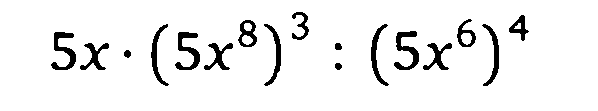 5x · (5x⁸)³ : (5x⁶)⁴